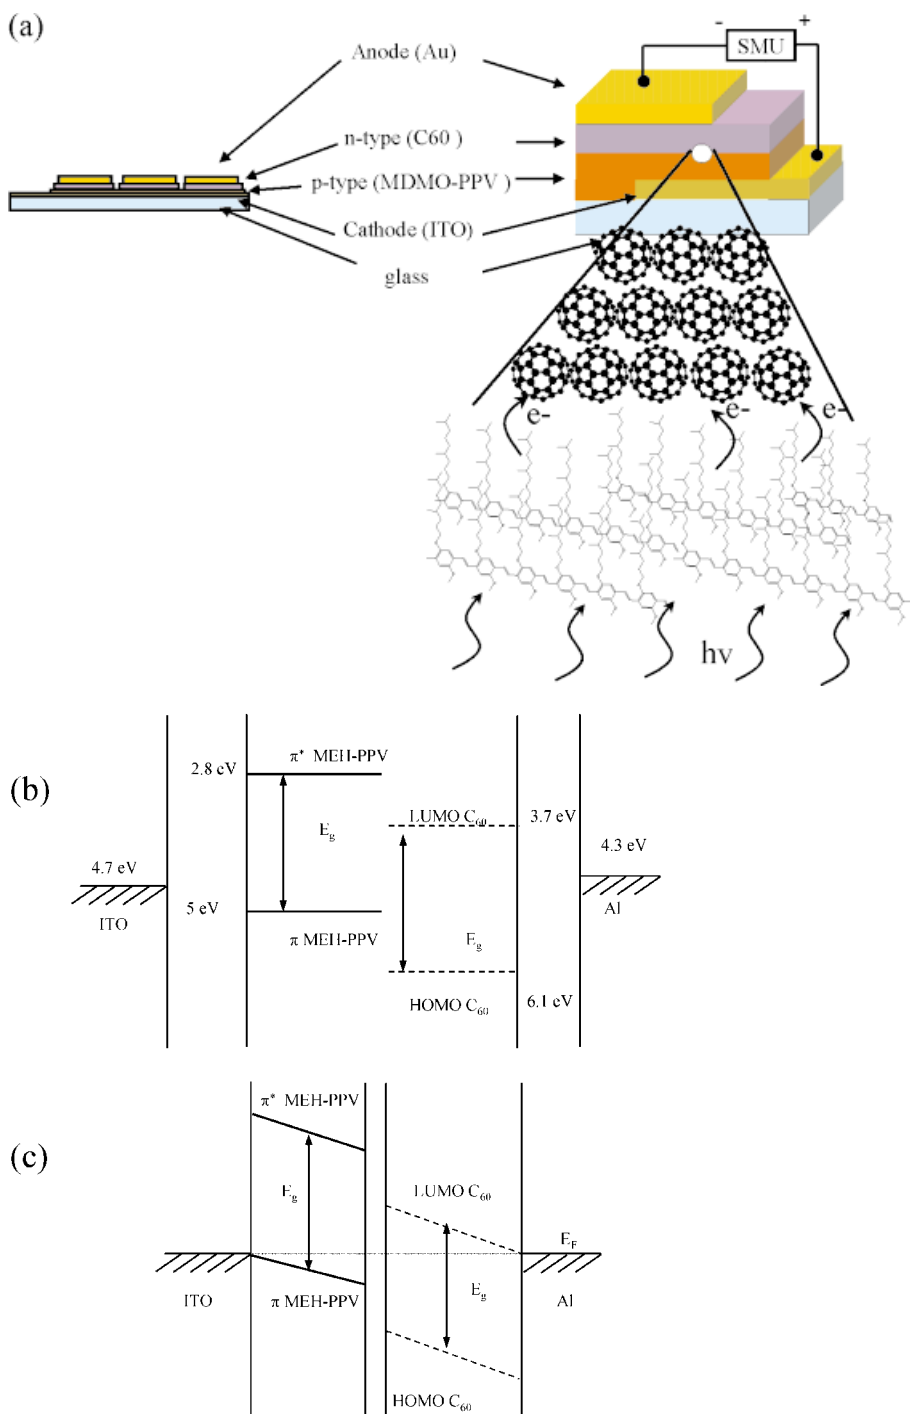 (a)
- +
SMU
Anode (Au)
n-type (C60 )
p-type (MDMO-PPV )
Cathode (ITO)
glass
e- e- e-
hν
(b)
π* MEH-PPV
2.8 eV
LUMO C60 3.7 eV
Eg
4.3 eV
4.7 eV
5 eV
ITO
Al
π MEH-PPV
Eg
HOMO C60
6.1 eV
(c)
π* MEH-PPV
Eg
LUMO C60
EF
ITO
π MEH-PPV
Eg
Al
HOMO C60